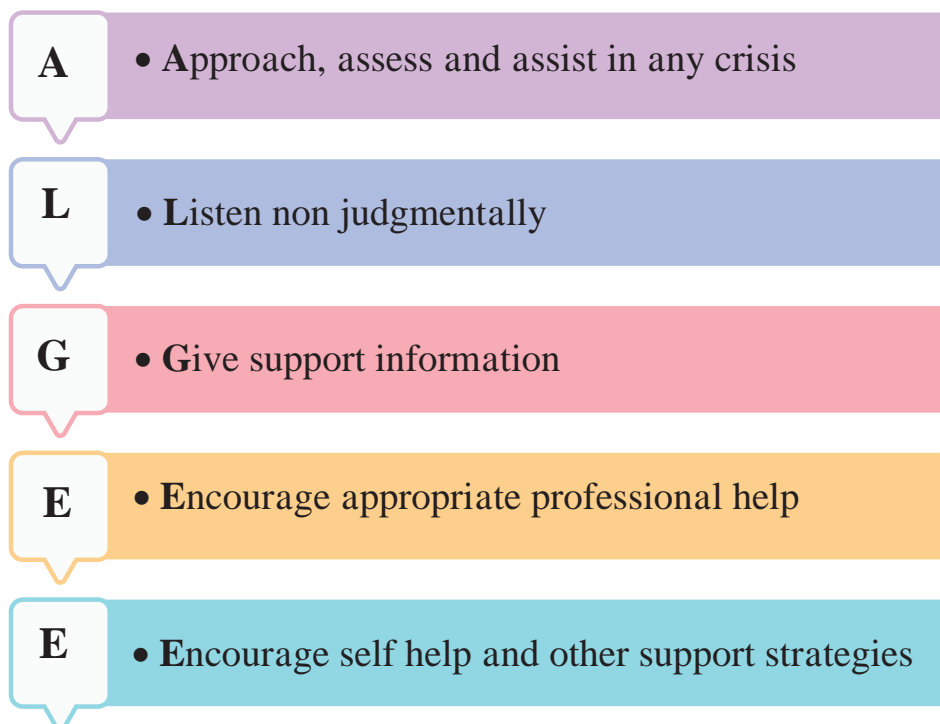 A
• Approach, assess and assist in any crisis
L
• Listen non judgmentally
G
• Give support information
E
• Encourage appropriate professional help
E
• Encourage self help and other support strategies